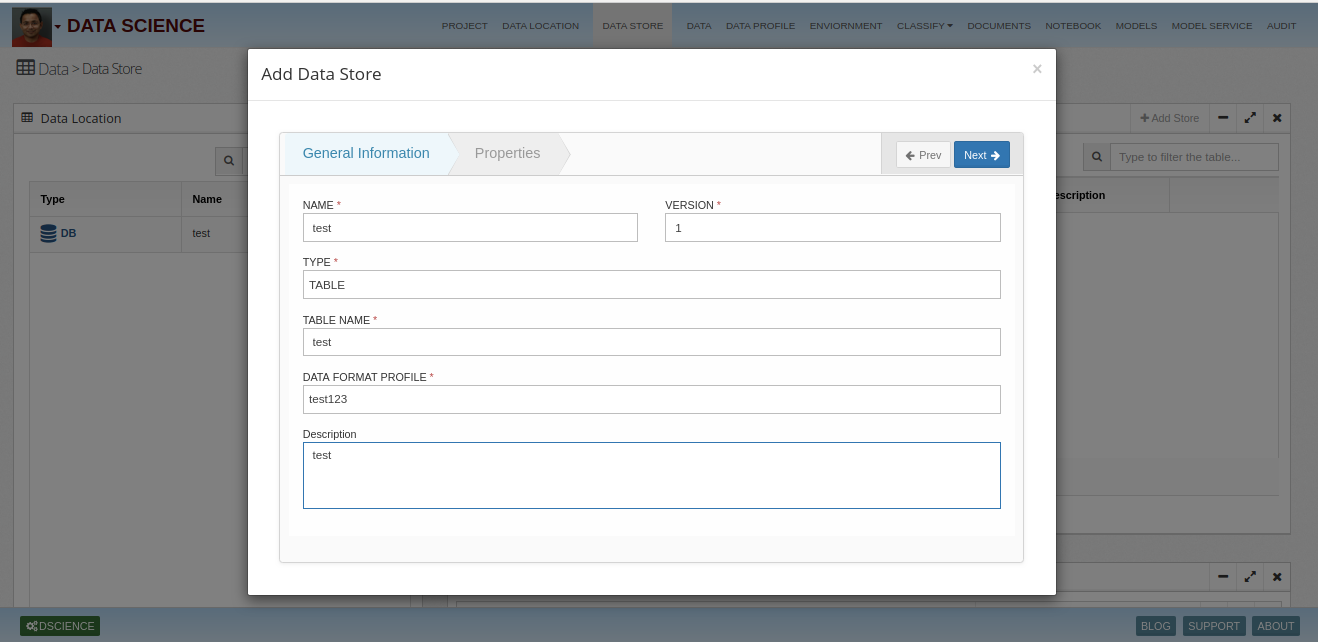 DATA SCIENCE
PROJECT DATA LOCATION DATA STORE DATA DATA PROFILE ENVIORNMENT CLASSIFY DOCUMENTS NOTEBOOK MODELS MODEL SERVICE AUDIT
Data > Data Store
Add Data Store
×
Data Location
Add Store
General Information
Properties
Prev
Next
Type to filter the table...
Type
Name
escription
DB
test
NAME *
VERSION *
test
1
TYPE *
TABLE
TABLE NAME *
test
DATA FORMAT PROFILE *
test123
Description
test
DSCIENCE
BLOG
SUPPORT
ABOUT